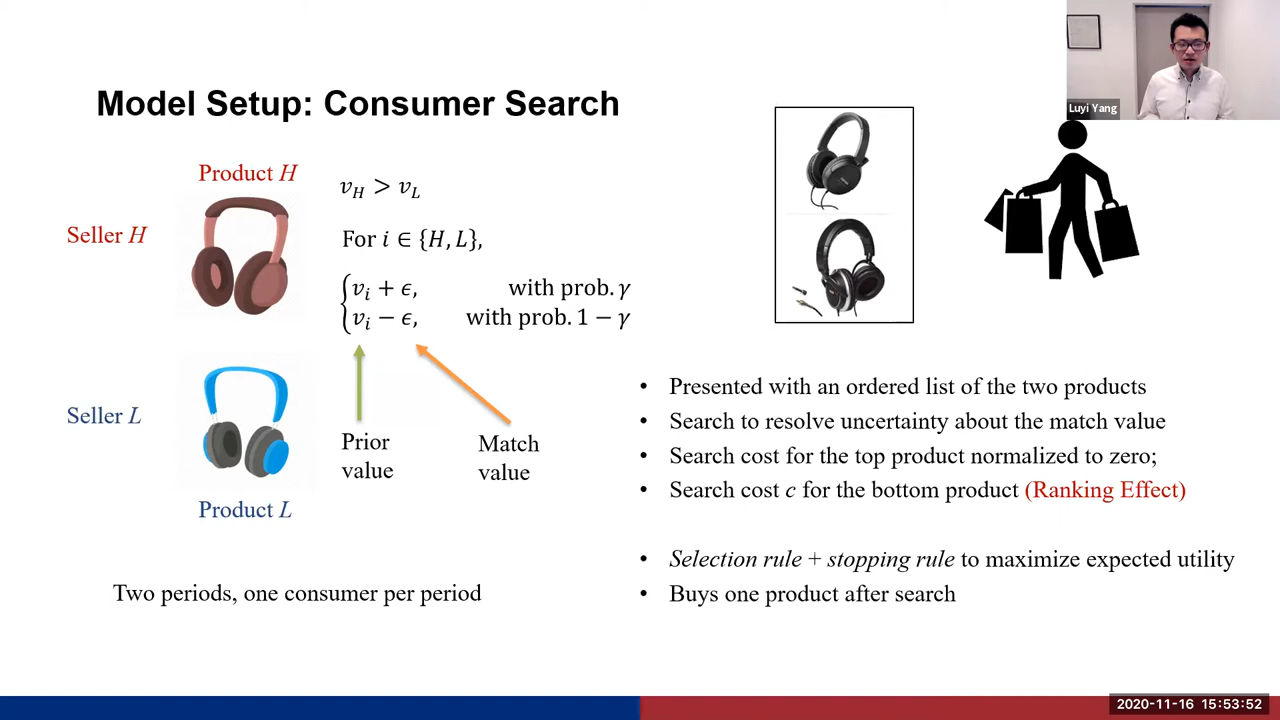 Luyi Yang
Model Setup: Consumer Search
Product H
Seller H
v_H > v_L
For i ∈ {H, L},
v_i + ϵ, with prob. γ
v_i − ϵ, with prob. 1 − γ
Prior
value
Match
value
Seller L
Product L
Two periods, one consumer per period
• Presented with an ordered list of the two products
• Search to resolve uncertainty about the match value
• Search cost for the top product normalized to zero;
• Search cost c for the bottom product (Ranking Effect)
• Selection rule + stopping rule to maximize expected utility
• Buys one product after search
2020-11-16 15:53:52